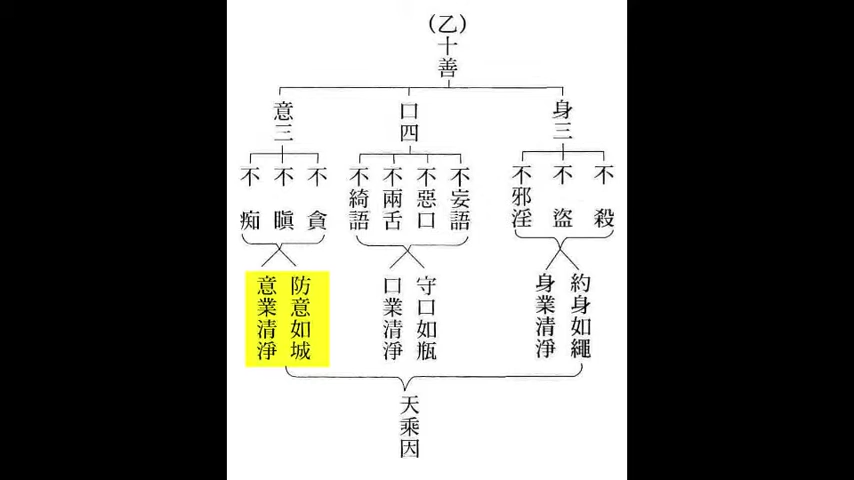 (乙)十善
身三
口四
意三
不殺
不盜
不邪淫
不妄語
不惡口
不兩舌
不綺語
不貪
不瞋
不痴
約身如繩
身業清淨
守口如瓶
口業清淨
防意如城
意業清淨
天乘因